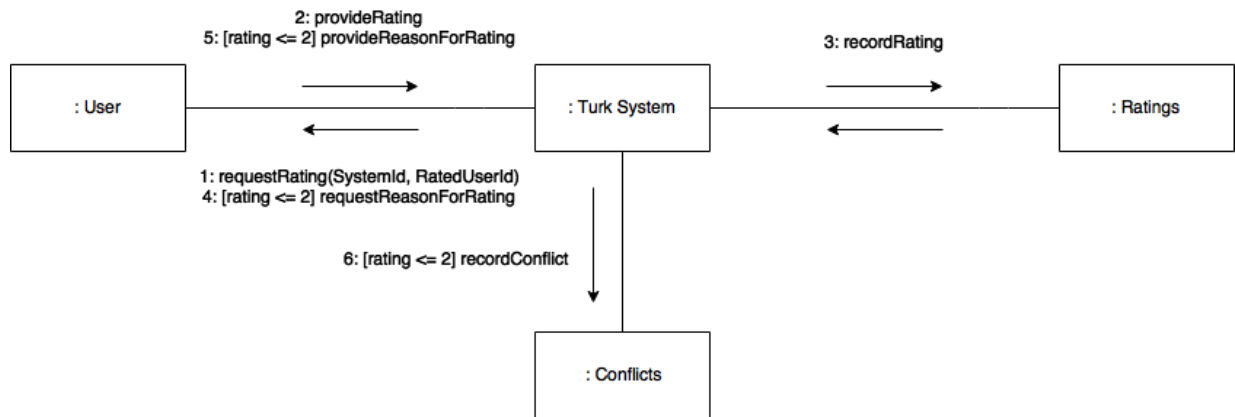 2: provideRating
5: [rating <= 2] provideReasonForRating
3: recordRating
: User
: Turk System
: Ratings
1: requestRating(SystemId, RatedUserId)
4: [rating <= 2] requestReasonForRating
6: [rating <= 2] recordConflict
: Conflicts